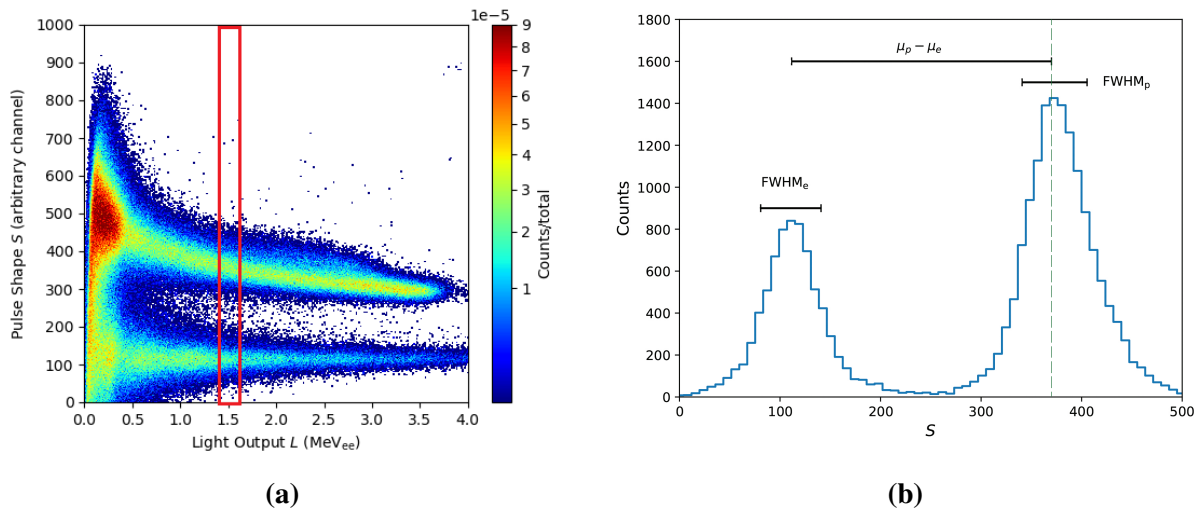 1e−5
1000
900
800
700
600
500
400
300
200
100
0
0.0 0.5 1.0 1.5 2.0 2.5 3.0 3.5 4.0
Pulse Shape S (arbitrary channel)
Light Output L (MeVee)
9
8
7
6
5
4
3
2
1
Counts/total
(a)
1800
1600
1400
1200
1000
800
600
400
200
0
0 100 200 300 400 500
Counts
S
μp − μe
FWHMp
FWHMe
(b)